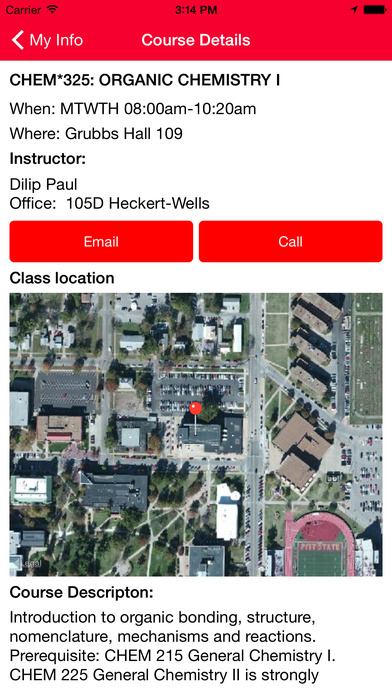 Carrier 3:14 PM
My Info Course Details
CHEM*325: ORGANIC CHEMISTRY I
When: MTWTH 08:00am-10:20am
Where: Grubbs Hall 109
Instructor:
Dilip Paul
Office: 105D Heckert-Wells
Email Call
Class location
PITT STATE
Legal
Course Descripton:
Introduction to organic bonding, structure,
nomenclature, mechanisms and reactions.
Prerequisite: CHEM 215 General Chemistry I.
CHEM 225 General Chemistry II is strongly